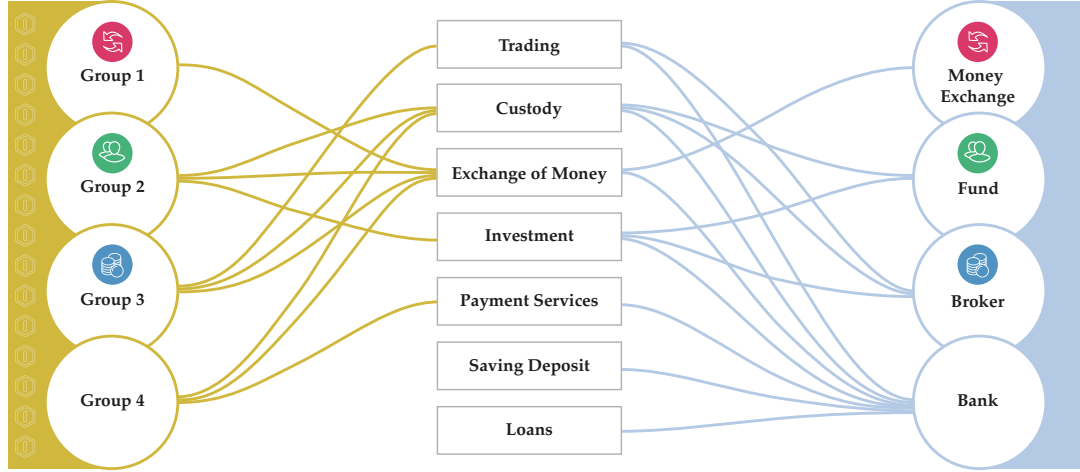 Group 1
Group 2
Group 3
Group 4
Trading
Custody
Exchange of Money
Investment
Payment Services
Saving Deposit
Loans
Money
Exchange
Fund
Broker
Bank